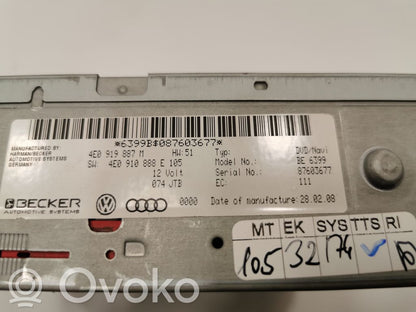 *6399B$087603677*
MANUFACTURED BY
HARMAN/BECKER
AUTOMOTIVE SYSTEMS
GERMANY
4E0 919 887 M HW:51 Typ: DVD/Navi
SW: 4E0 910 888 E 105 Model No.: BE 6399
12 Volt Serial No.: 87603677
074 JTB EC: 111
0000 Date of manufacture: 28.02.08
BECKER
AUTOMOTIVE SYSTEMS
MT EK SYS TTS RI
105 32 174
OVOKO